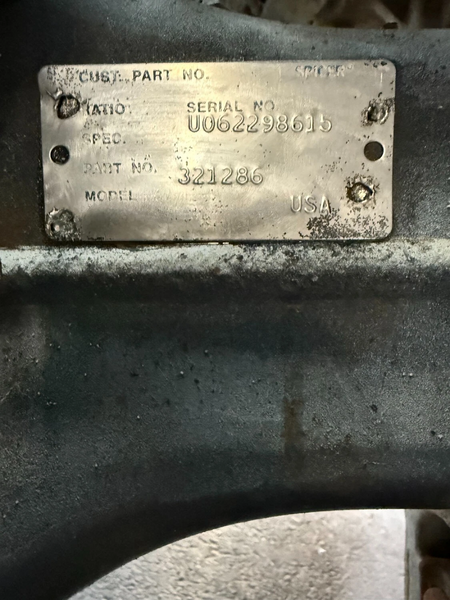 CUST. PART NO. SPICER
RATIO SERIAL NO.
U062298615
SPEC.
PART NO. 321286
MODEL
USA